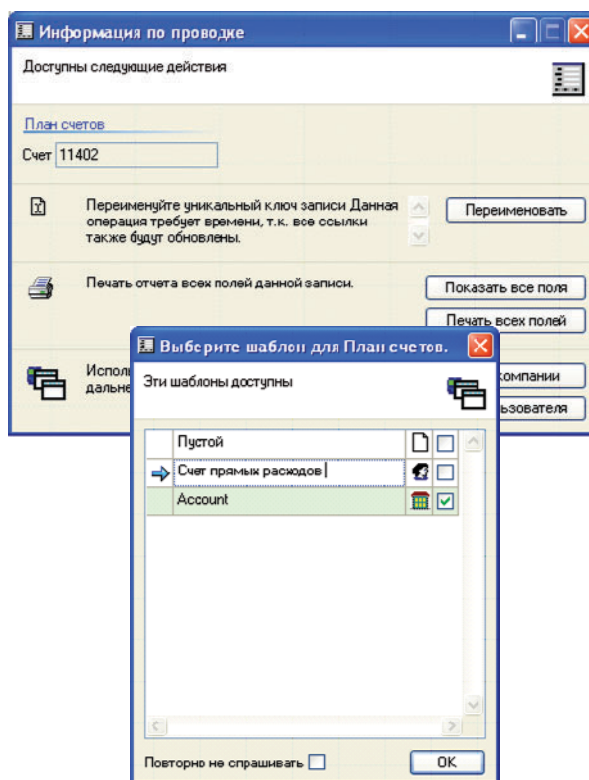 Информация по проводке
Доступны следующие действия
План счетов
Счет 11402
Переименуйте уникальный ключ записи Данная
операция требует времени, т.к. все ссылки
также будут обновлены.
Переименовать
Печать отчета всех полей данной записи.
Показать все поля
Печать всех полей
дальне
компании
Выберите шаблон для План счетов.
Эти шаблоны доступны
Пустой
Счет прямых расходов
Account
Повторно не спрашивать
OK